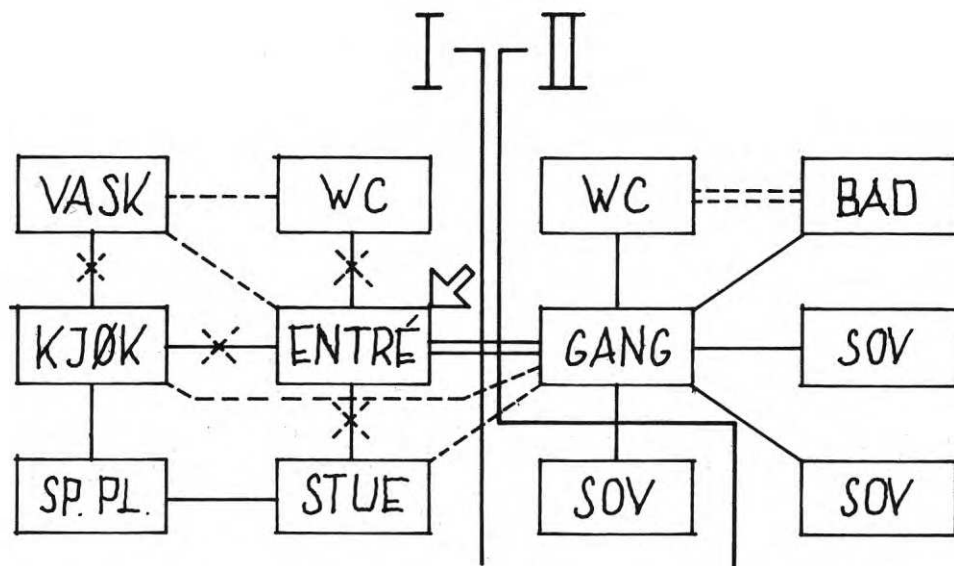 I II
VASK WC WC BAD
KJØK ENTRÉ GANG SOV
SP. PL. STUE SOV SOV